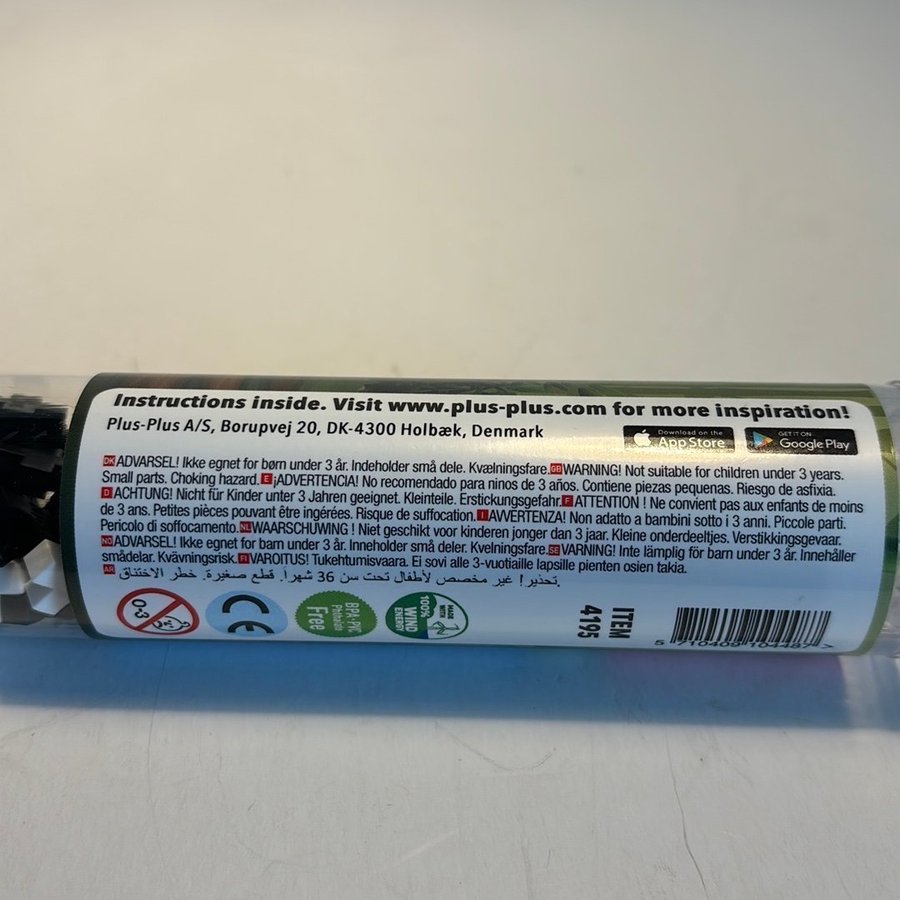 Instructions inside. Visit www.plus-plus.com for more inspiration!
Plus-Plus A/S, Borupvej 20, DK-4300 Holbæk, Denmark
Download on the
App Store
GET IT ON
Google Play
DK ADVARSEL! Ikke egnet for børn under 3 år. Indeholder små dele. Kvælningsfare. GB WARNING! Not suitable for children under 3 years.
Small parts. Choking hazard. E ¡ADVERTENCIA! No recomendado para ninos de 3 años. Contiene piezas pequenas. Riesgo de asfixia.
D ACHTUNG! Nicht für Kinder unter 3 Jahren geeignet. Kleinteile. Erstickungsgefahr. F ATTENTION ! Ne convient pas aux enfants de moins
de 3 ans. Petites pièces pouvant être ingérées. Risque de suffocation. I AVVERTENZA! Non adatto a bambini sotto i 3 anni. Piccole parti.
Pericolo di soffocamento. NL WAARSCHUWING ! Niet geschikt voor kinderen jonger dan 3 jaar. Kleine onderdeeltjes. Verstikkingsgevaar.
NO ADVARSEL! Ikke egnet for barn under 3 år. Inneholder små deler. Kvelningsfare. SE VARNING! Inte lämplig för barn under 3 år. Innehåller
smådelar. Kvävningsrisk. FI VAROITUS! Tukehtumisvaara. Ei sovi alle 3-vuotiaille lapsille pienten osien takia.
AR تحذير! غير مخصص لأطفال تحت سن 36 شهراً. قطع صغيرة. خطر الاختناق.
0-3
CE
BPA-PVC
Phthalate
Free
100%
WIND
ENERGY
MADE
WITH
ITEM
4195
5 710409 104487 >